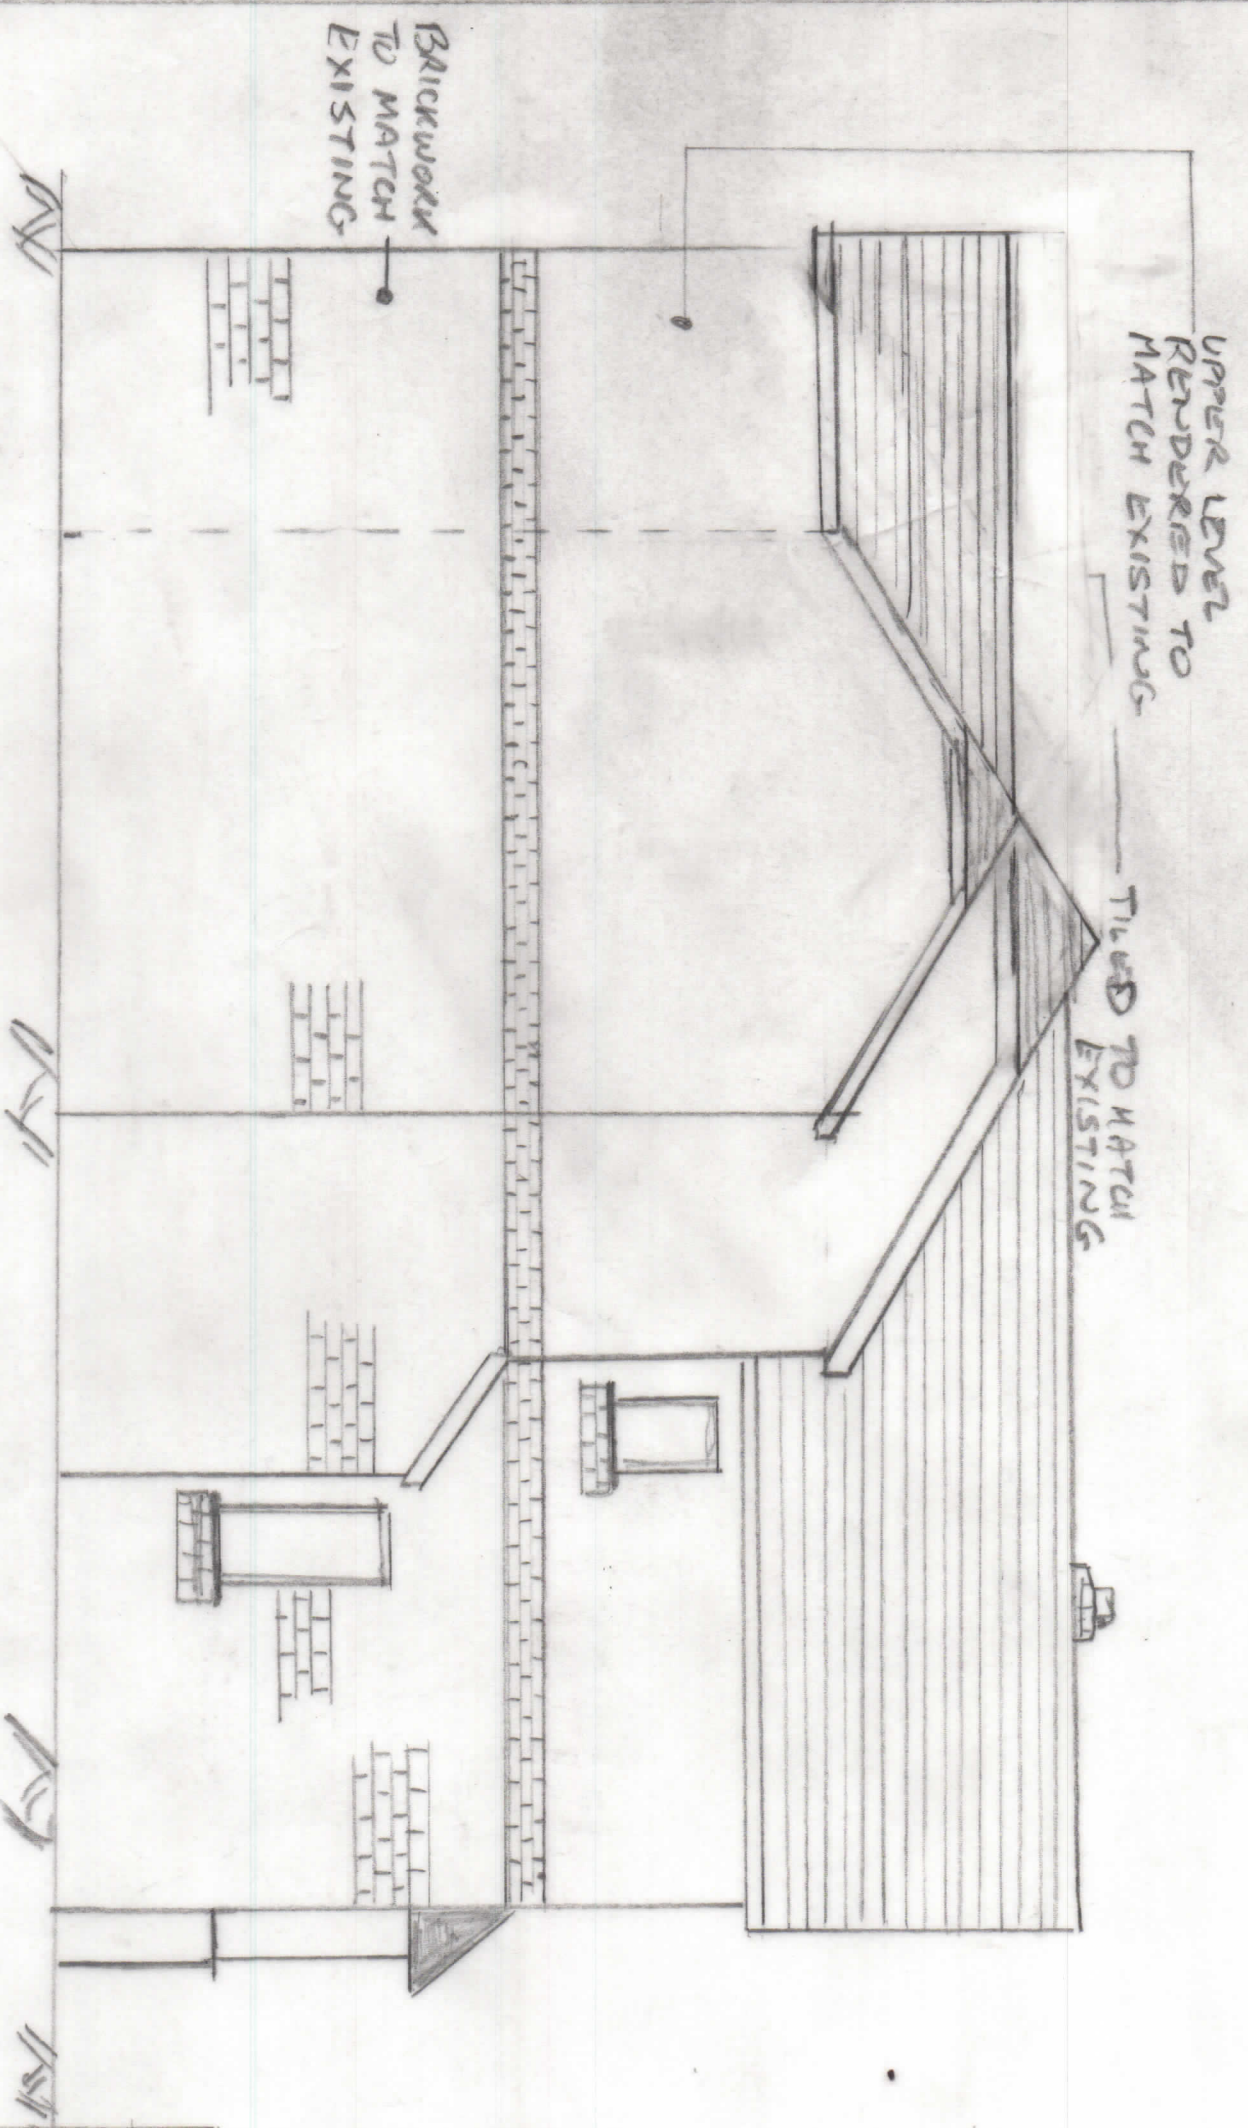 UPPER LEVEL
RENDERED TO
MATCH EXISTING
TILED TO MATCH
EXISTING
BRICKWORK
TO MATCH
EXISTING